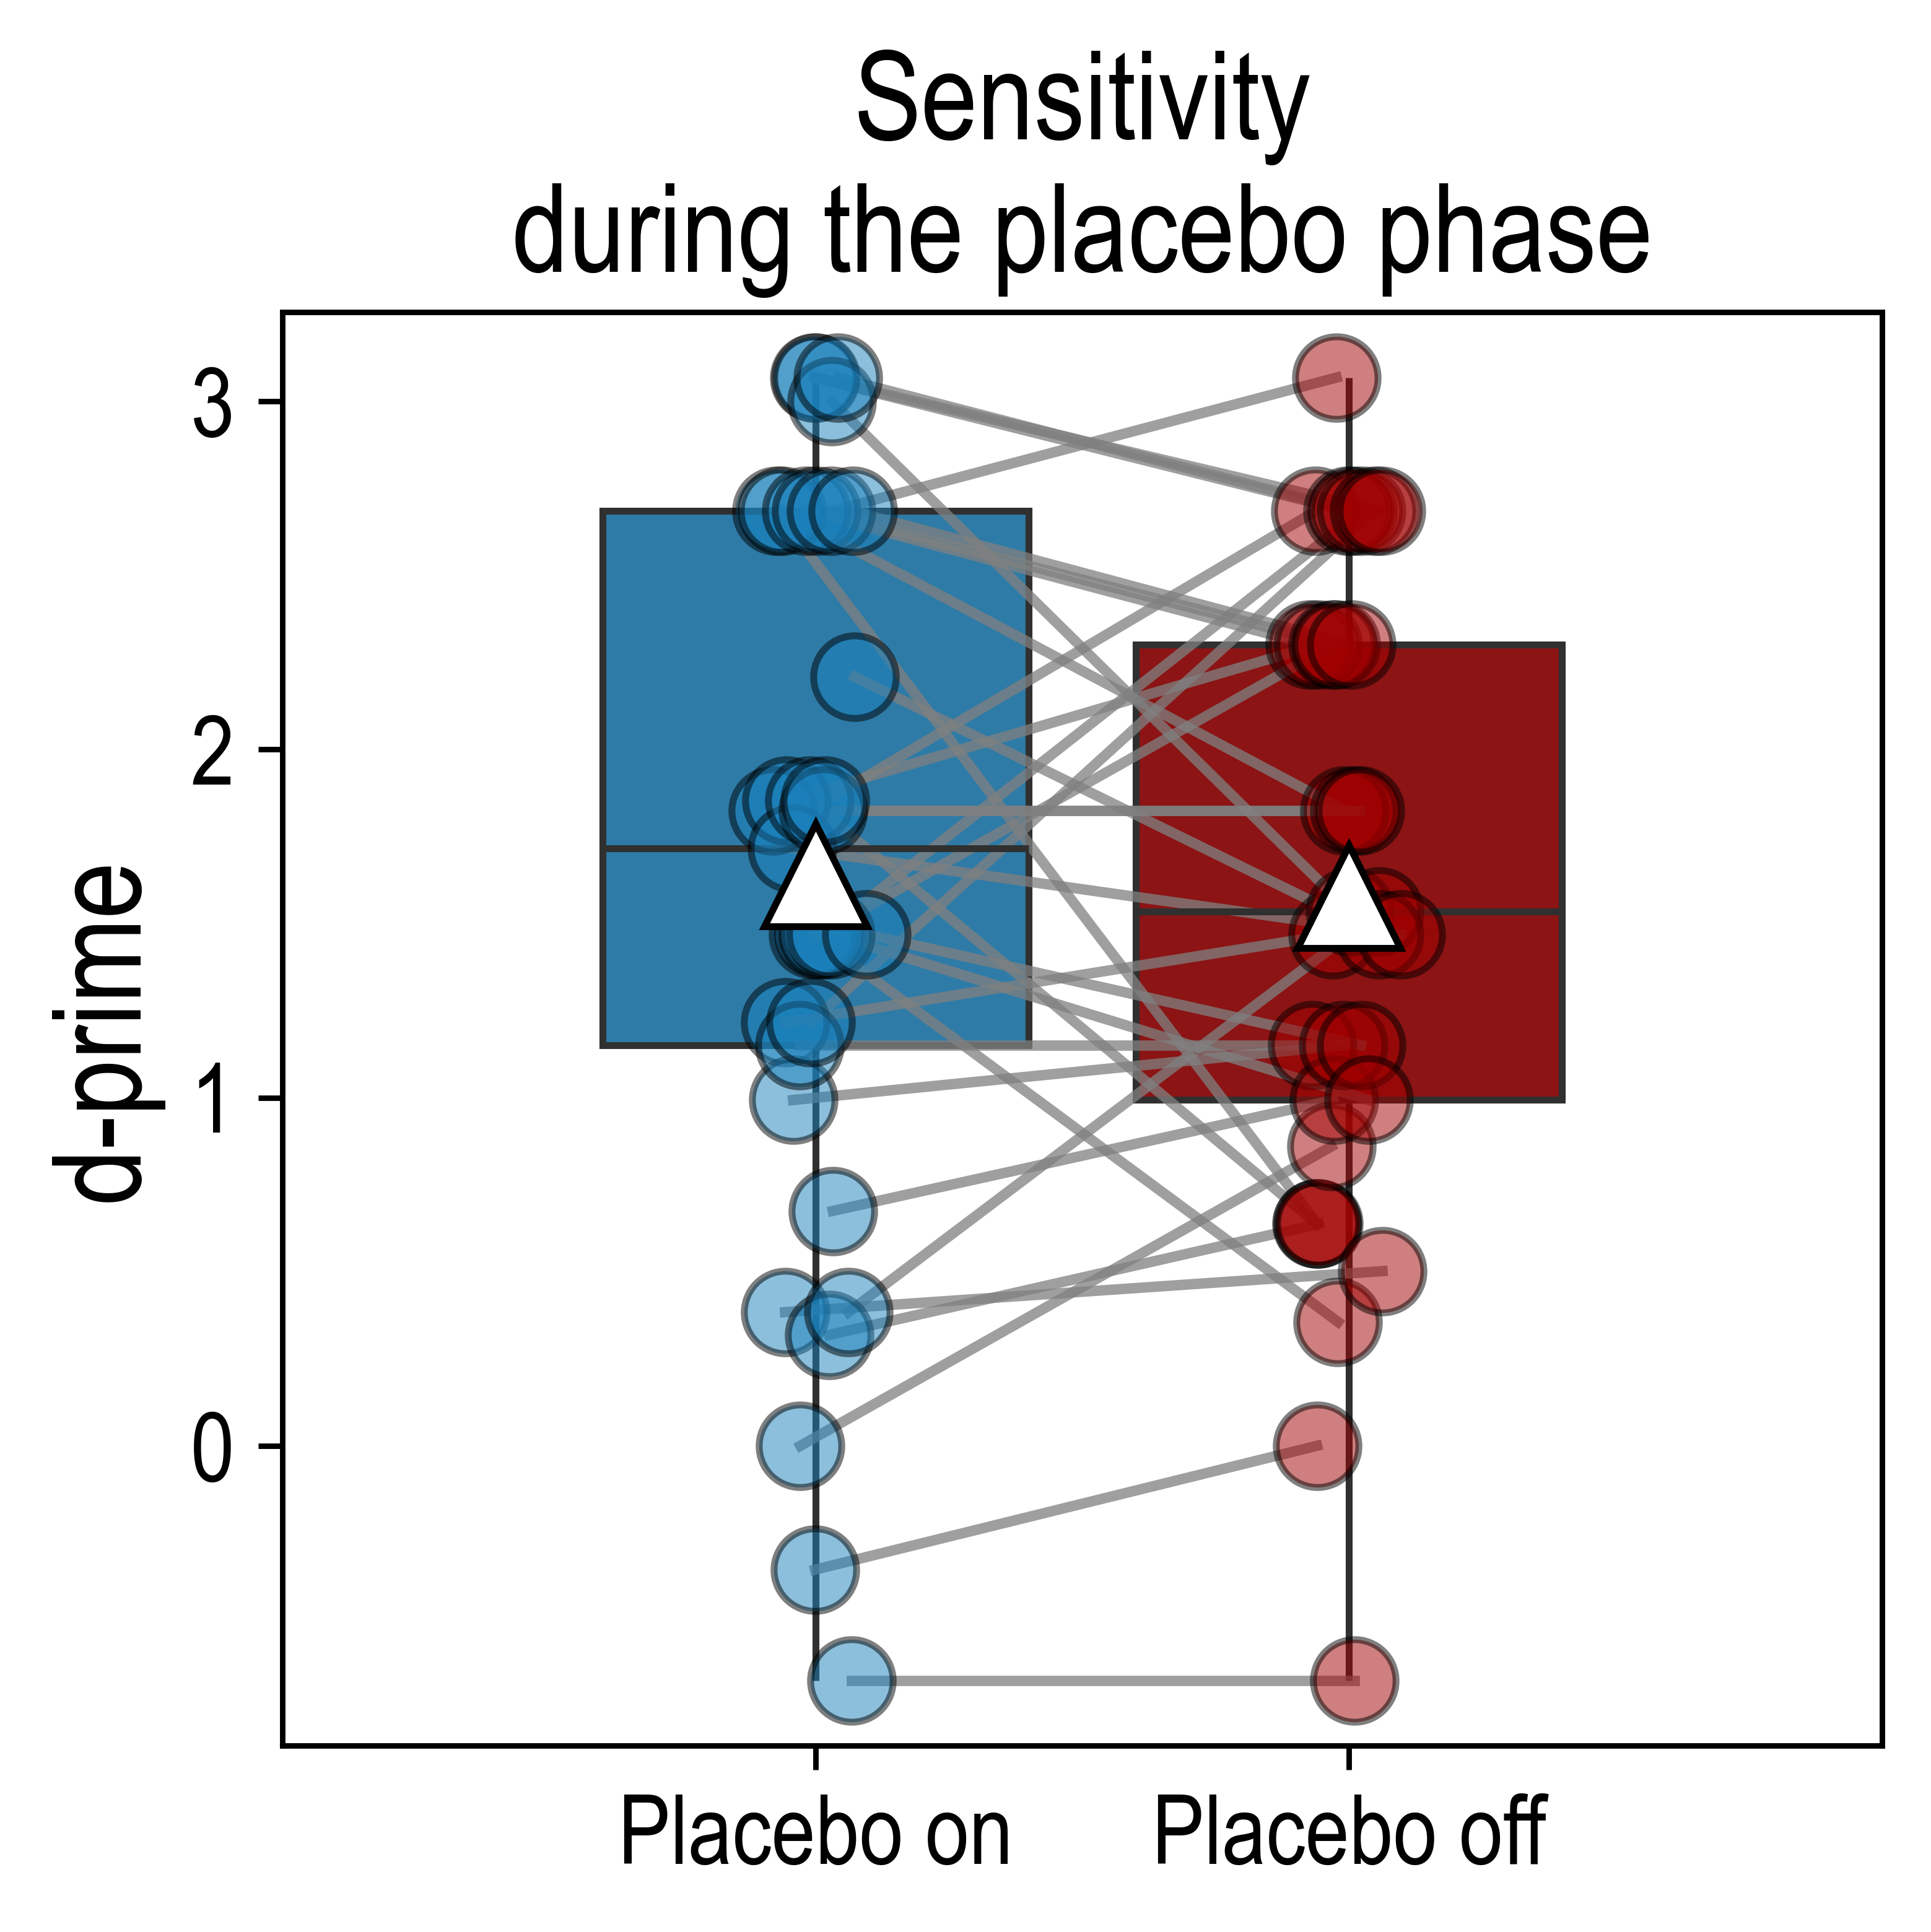 Sensitivity
during the placebo phase
3
2
1
0
d-prime
Placebo on
Placebo off